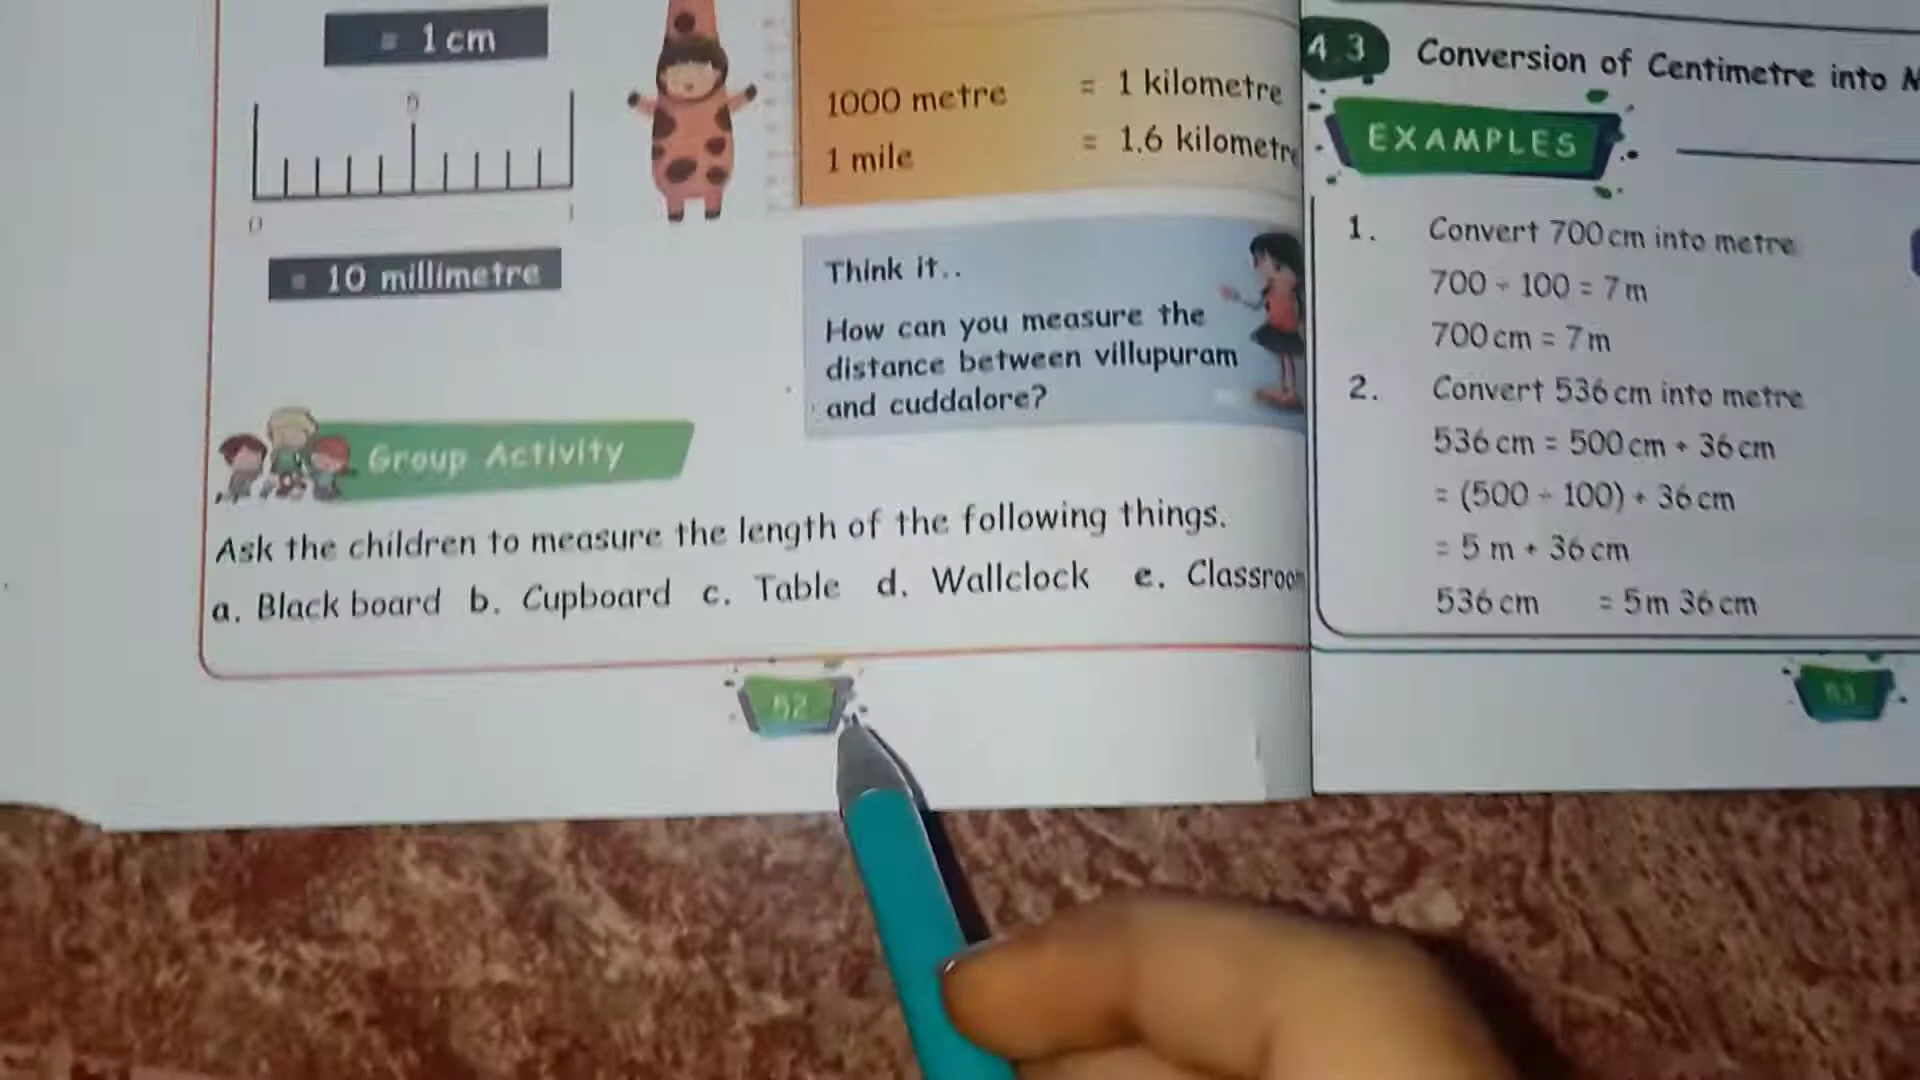 = 1 cm
5
0 1
= 10 millimetre
1000 metre = 1 kilometre
1 mile = 1.6 kilometre
Think it..
How can you measure the
distance between villupuram
and cuddalore?
Group Activity
Ask the children to measure the length of the following things.
a. Black board b. Cupboard c. Table d. Wallclock e. Classroom
52
4.3 Conversion of Centimetre into M
EXAMPLES
1. Convert 700 cm into metre
700 ÷ 100 = 7 m
700 cm = 7 m
2. Convert 536 cm into metre
536 cm = 500 cm + 36 cm
= (500 ÷ 100) + 36 cm
= 5 m + 36 cm
536 cm = 5 m 36 cm
53